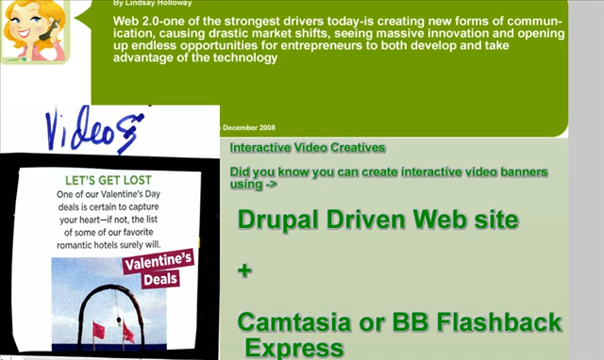 By Lindsay Holloway
Web 2.0-one of the strongest drivers today-is creating new forms of commun-
ication, causing drastic market shifts, seeing massive innovation and opening
up endless opportunities for entrepreneurs to both develop and take
advantage of the technology
December 2008
Videos
LET'S GET LOST
One of our Valentine's Day
deals is certain to capture
your heart—if not, the list
of some of our favorite
romantic hotels surely will.
Valentine's
Deals
Interactive Video Creatives
Did you know you can create interactive video banners
using ->
Drupal Driven Web site
+
Camtasia or BB Flashback
Express